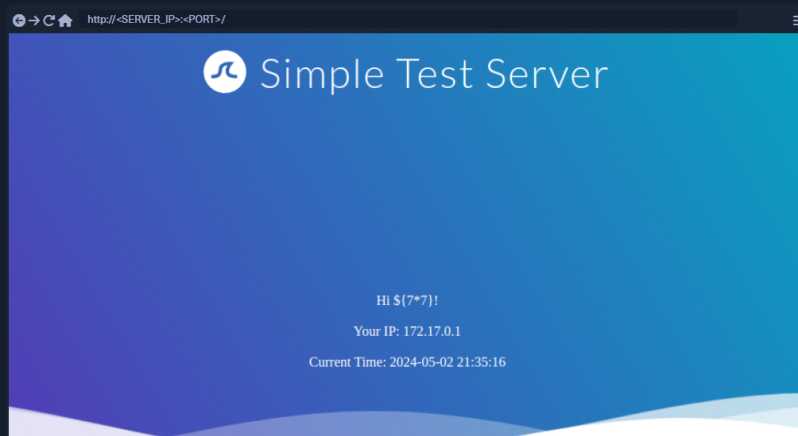 http://<SERVER_IP>:<PORT>/
Simple Test Server
Hi ${7*7}!
Your IP: 172.17.0.1
Current Time: 2024-05-02 21:35:16